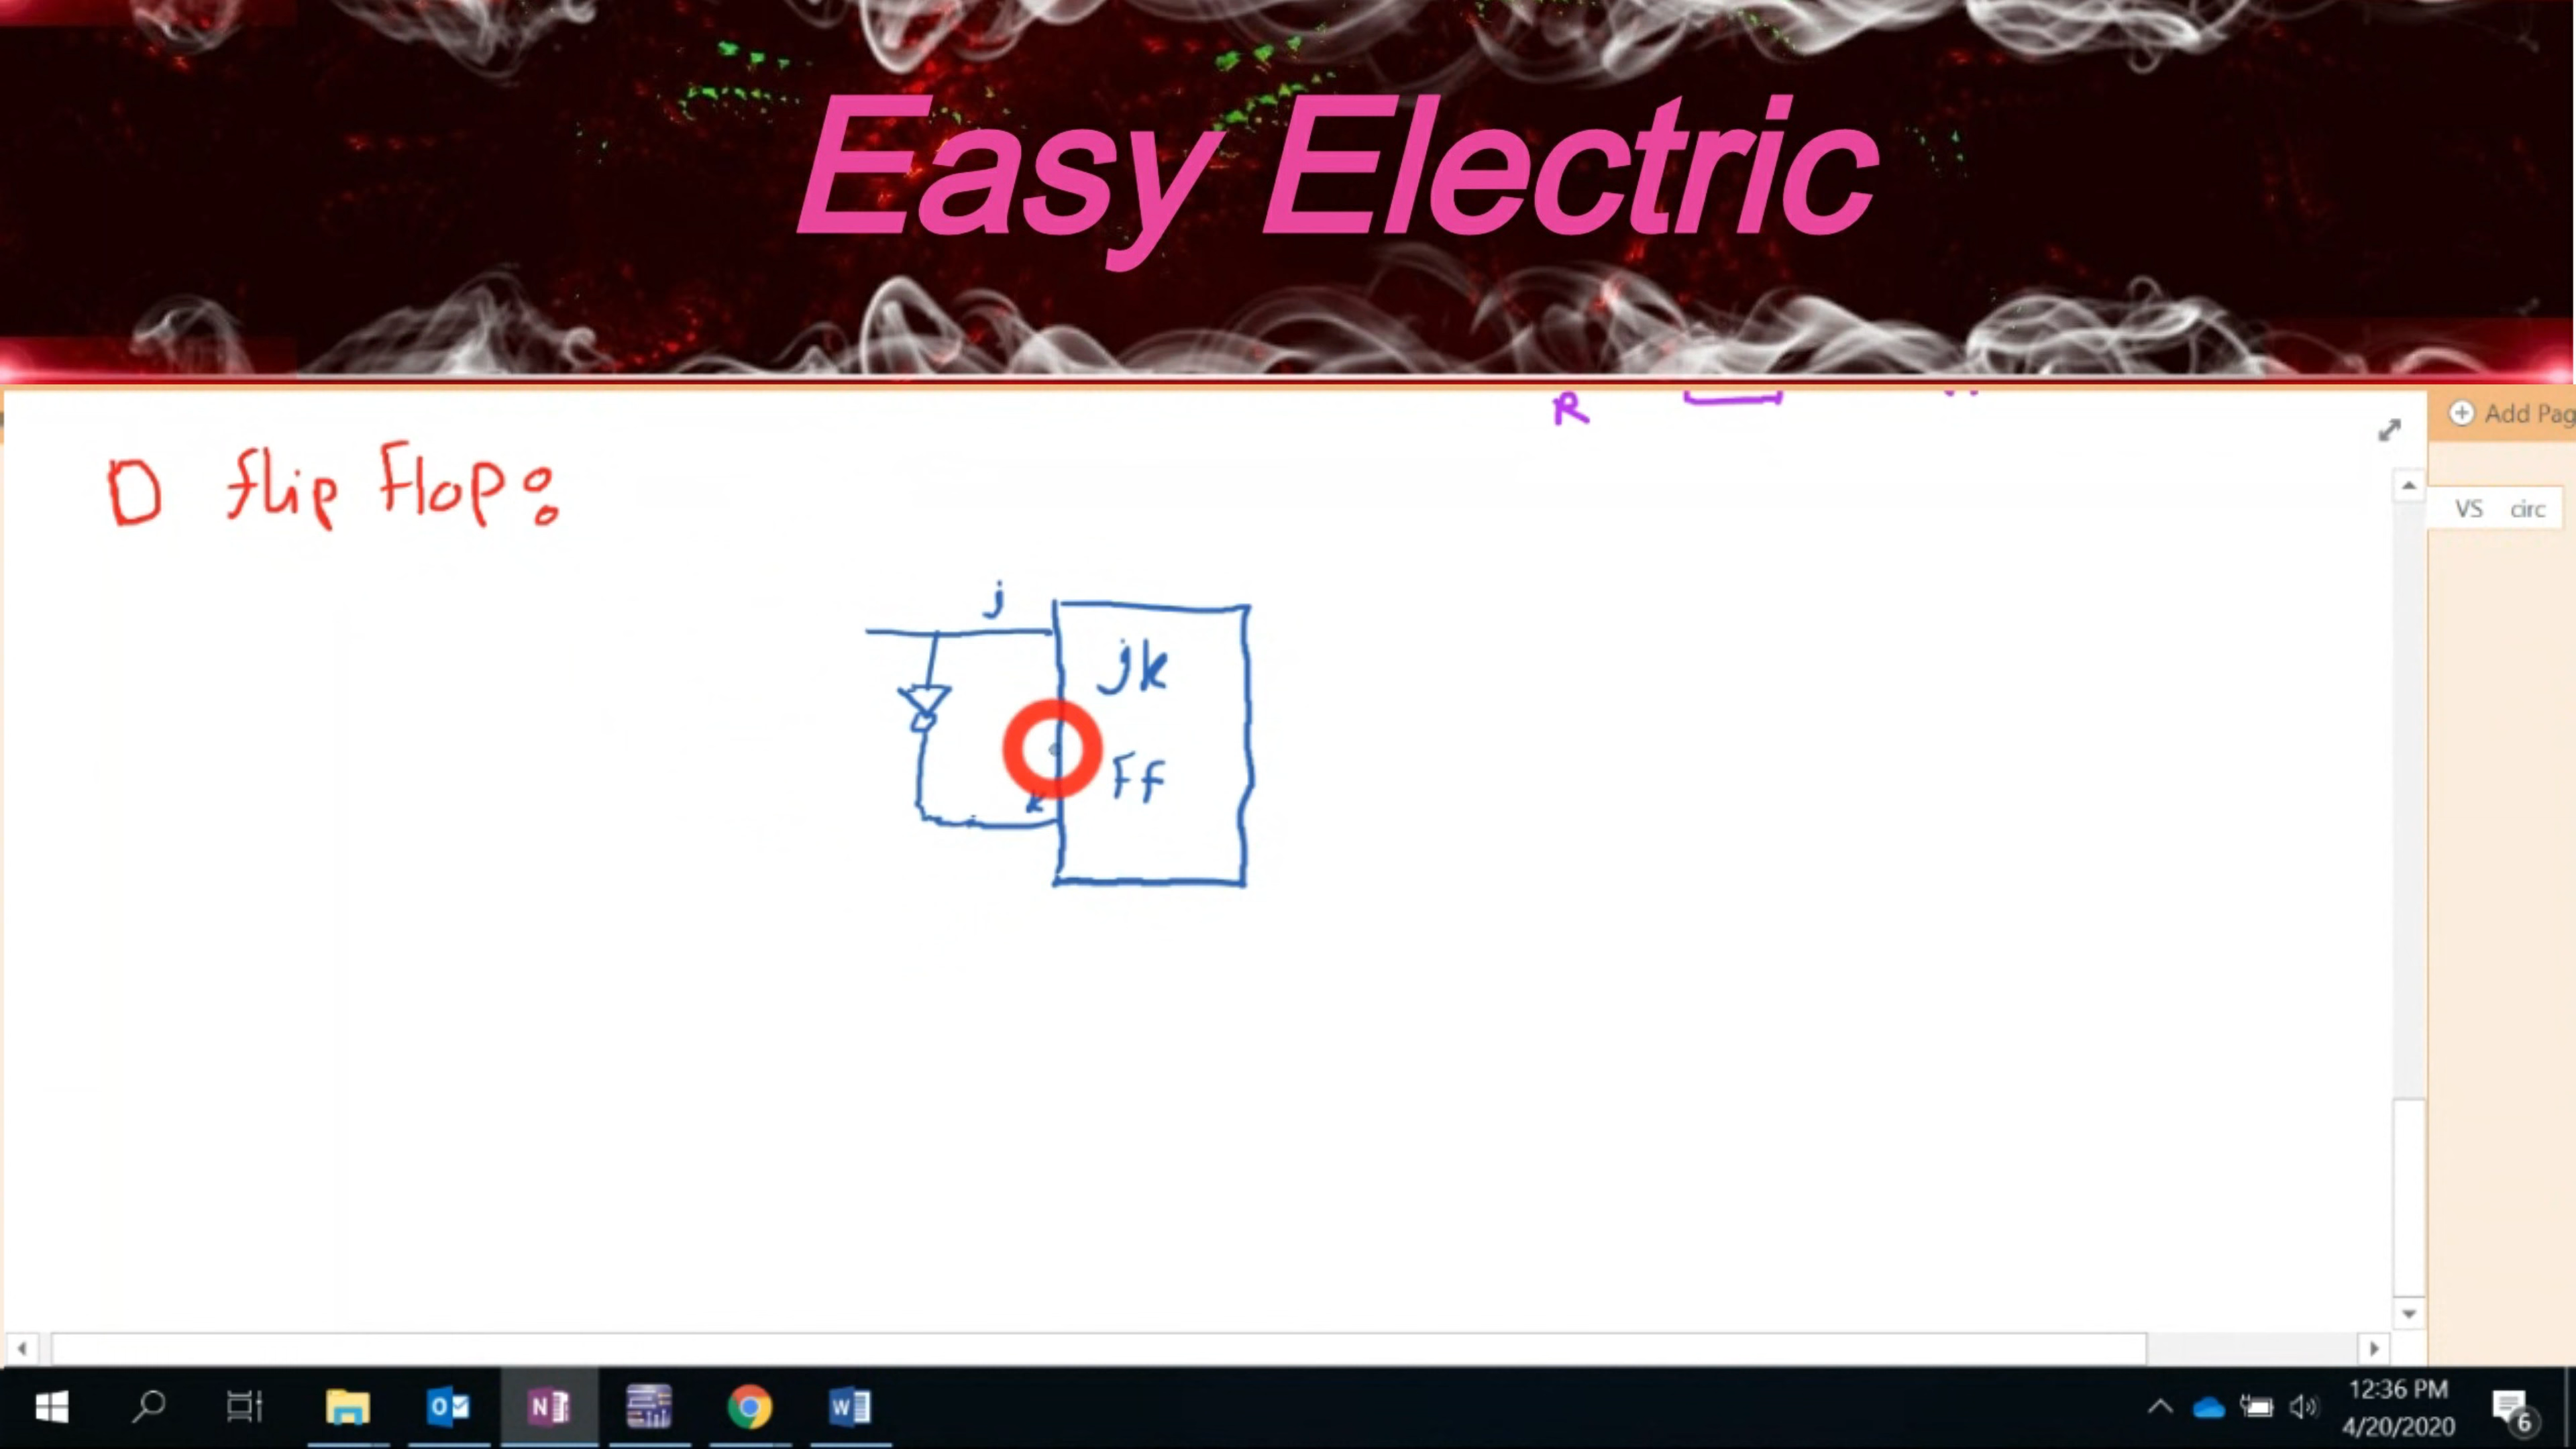 Easy Electric
R
Add Pag
D flip Flop:
VS circ
j
jk
k
Ff
12:36 PM
4/20/2020
6